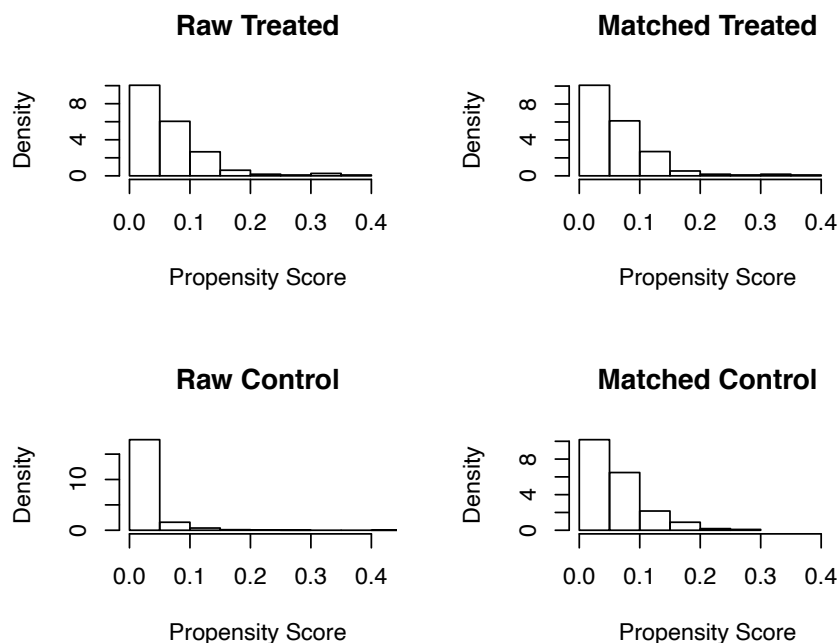 Raw Treated
Density
0 4 8
0.0 0.1 0.2 0.3 0.4
Propensity Score
Matched Treated
Density
0 4 8
0.0 0.1 0.2 0.3 0.4
Propensity Score
Raw Control
Density
0 10
0.0 0.1 0.2 0.3 0.4
Propensity Score
Matched Control
Density
0 4 8
0.0 0.1 0.2 0.3 0.4
Propensity Score